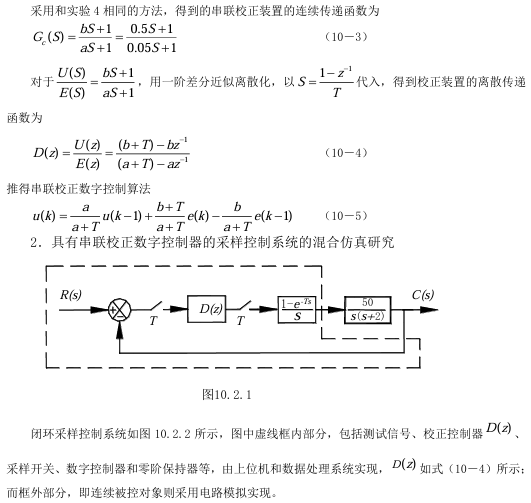 采用和实验 4 相同的方法，得到的串联校正装置的连续传递函数为
G_c(S) = (bS+1)/(aS+1) = (0.5S+1)/(0.05S+1) （10-3）
对于 U(S)/E(S) = (bS+1)/(aS+1) ，用一阶差分近似离散化，以 S = (1-z^{-1})/T 代入，得到校正装置的离散传递
函数为
D(z) = U(z)/E(z) = ((b+T)-bz^{-1})/((a+T)-az^{-1}) （10-4）
推得串联校正数字控制算法
u(k) = a/(a+T) u(k-1) + (b+T)/(a+T) e(k) - b/(a+T) e(k-1) （10-5）
2．具有串联校正数字控制器的采样控制系统的混合仿真研究
R(s) + - T D(z) T (1-e^{-Ts})/s 50/(s(s+2)) C(s)
图10.2.1
闭环采样控制系统如图 10.2.2 所示，图中虚线框内部分，包括测试信号、校正控制器 D(z) 、
采样开关、数字控制器和零阶保持器等，由上位机和数据处理系统实现， D(z) 如式（10-4）所示；
而框外部分，即连续被控对象则采用电路模拟实现。